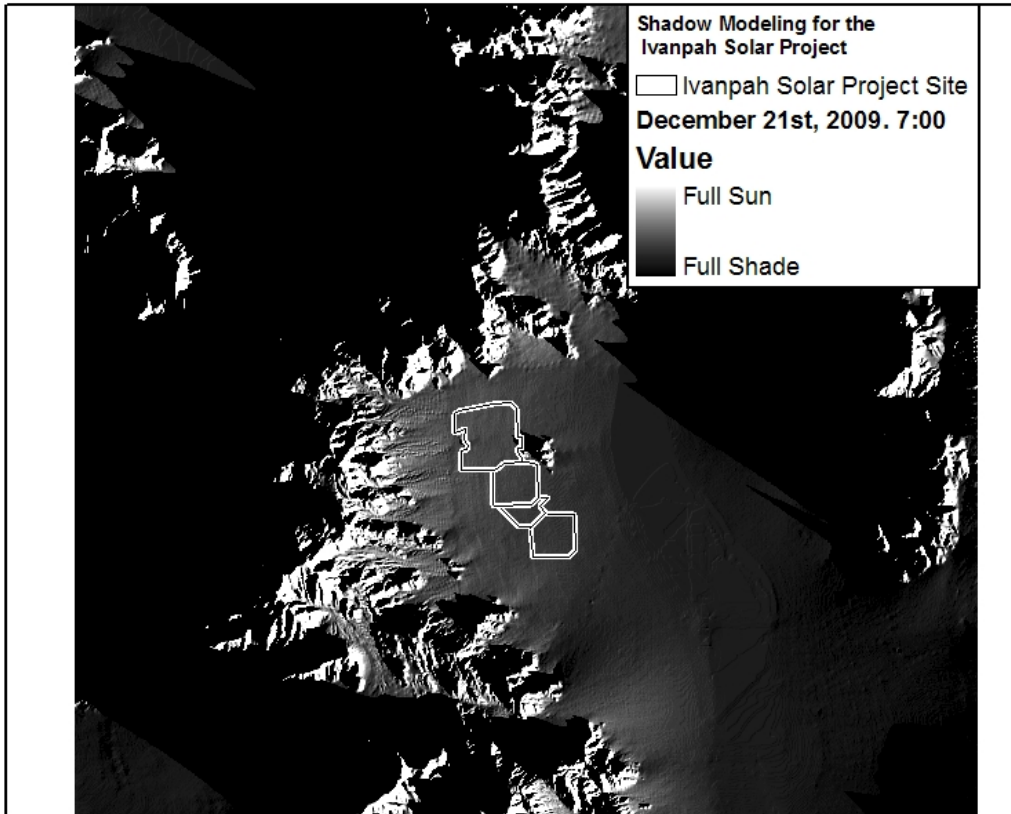 Shadow Modeling for the
Ivanpah Solar Project
Ivanpah Solar Project Site
December 21st, 2009. 7:00
Value
Full Sun
Full Shade